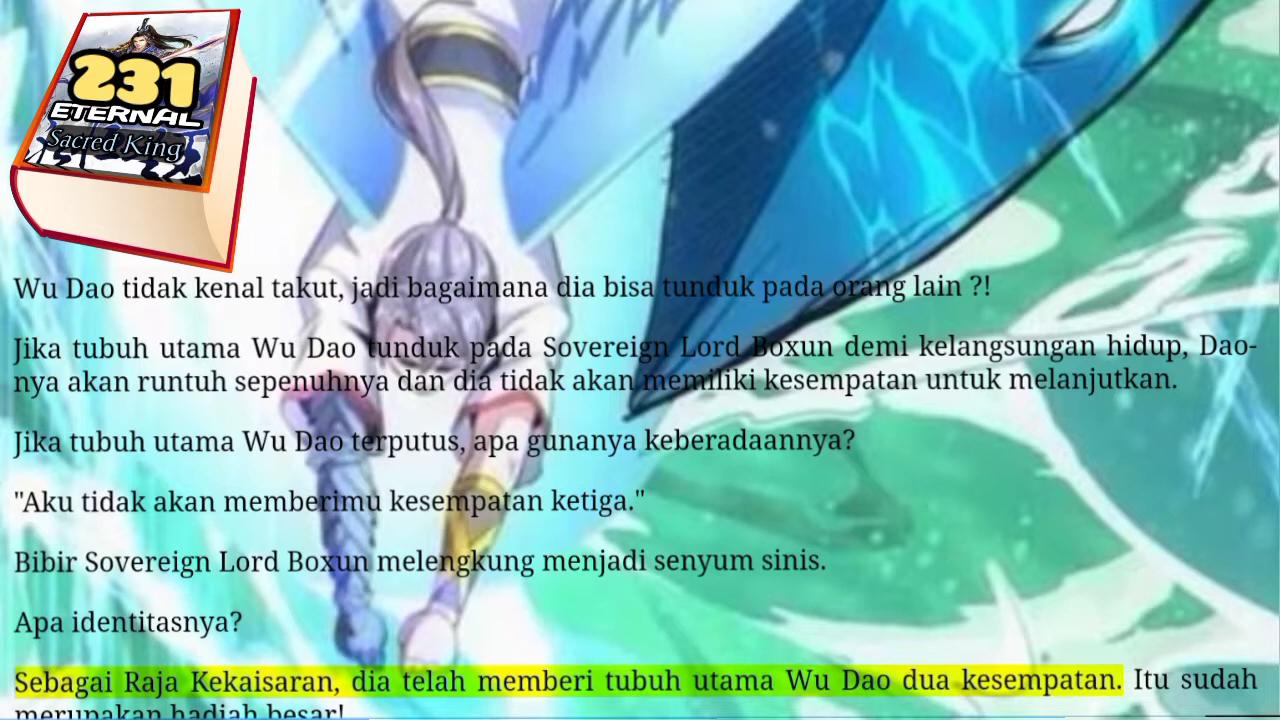 231
ETERNAL
Sacred King
Wu Dao tidak kenal takut, jadi bagaimana dia bisa tunduk pada orang lain ?!
Jika tubuh utama Wu Dao tunduk pada Sovereign Lord Boxun demi kelangsungan hidup, Dao-
nya akan runtuh sepenuhnya dan dia tidak akan memiliki kesempatan untuk melanjutkan.
Jika tubuh utama Wu Dao terputus, apa gunanya keberadaannya?
"Aku tidak akan memberimu kesempatan ketiga."
Bibir Sovereign Lord Boxun melengkung menjadi senyum sinis.
Apa identitasnya?
Sebagai Raja Kekaisaran, dia telah memberi tubuh utama Wu Dao dua kesempatan. Itu sudah
merupakan hadiah besar!